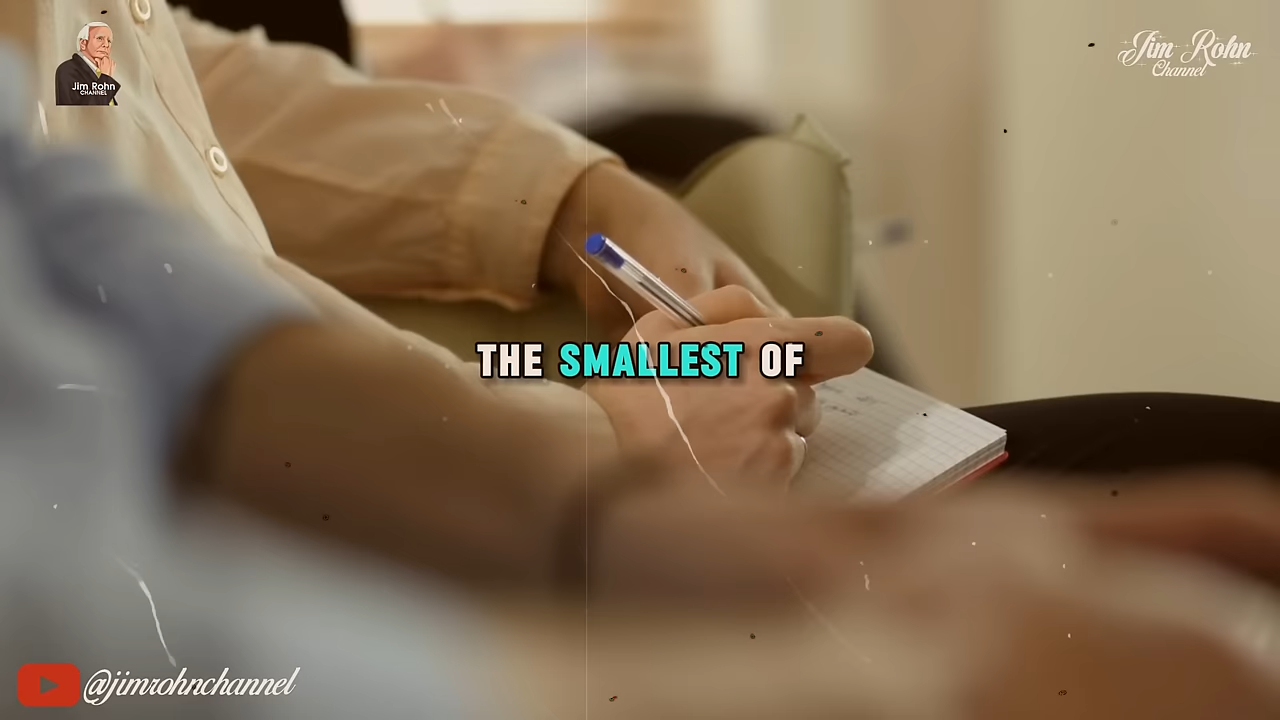 Jim Rohn
CHANNEL
Jim Rohn
Channel
THE SMALLEST OF
@jimrohnchannel